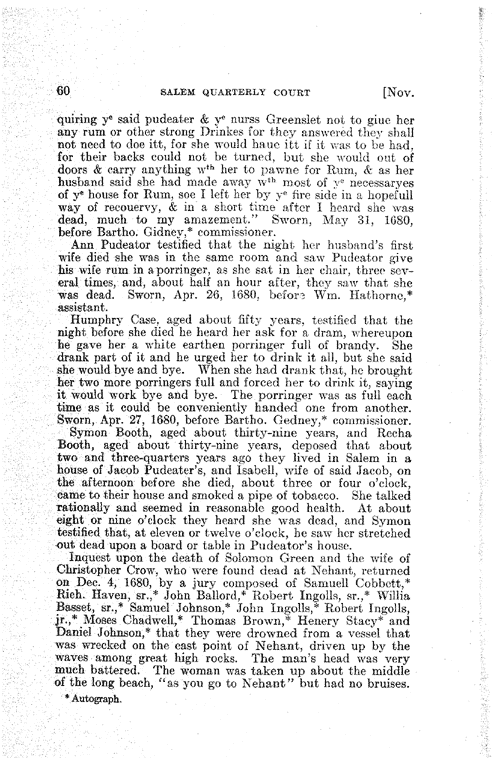 60 SALEM QUARTERLY COURT [Nov.
quiring yᵉ said pudeater & yᵉ nurss Greenslet not to giue her
any rum or other strong Drinkes for they answered they shall
not need to doe itt, for she would haue itt if it was to be had,
for their backs could not be turned, but she would out of
doors & carry anything wᵗʰ her to pawne for Rum, & as her
husband said she had made away wᵗʰ most of yᵉ necessaryes
of yᵉ house for Rum, soe I left her by yᵉ fire side in a hopefull
way of recouervy, & in a short time after I heard she was
dead, much to my amazement." Sworn, May 31, 1680,
before Bartho. Gidney,* commissioner.
Ann Pudeator testified that the night her husband's first
wife died she was in the same room and saw Pudeator give
his wife rum in a porringer, as she sat in her chair, three sev-
eral times, and, about half an hour after, they saw that she
was dead. Sworn, Apr. 26, 1680, before Wm. Hathorne,*
assistant.
Humphry Case, aged about fifty years, testified that the
night before she died he heard her ask for a dram, whereupon
he gave her a white earthen porringer full of brandy. She
drank part of it and he urged her to drink it all, but she said
she would bye and bye. When she had drank that, he brought
her two more porringers full and forced her to drink it, saying
it would work bye and bye. The porringer was as full each
time as it could be conveniently handed one from another.
Sworn, Apr. 27, 1680, before Bartho. Gedney,* commissioner.
Symon Booth, aged about thirty-nine years, and Recha
Booth, aged about thirty-nine years, deposed that about
two and three-quarters years ago they lived in Salem in a
house of Jacob Pudeater's, and Isabell, wife of said Jacob, on
the afternoon before she died, about three or four o'clock,
came to their house and smoked a pipe of tobacco. She talked
rationally and seemed in reasonable good health. At about
eight or nine o'clock they heard she was dead, and Symon
testified that, at eleven or twelve o'clock, he saw her stretched
out dead upon a board or table in Pudeator's house.
Inquest upon the death of Solomon Green and the wife of
Christopher Crow, who were found dead at Nehant, returned
on Dec. 4, 1680, by a jury composed of Samuell Cobbett,*
Rich. Haven, sr.,* John Ballord,* Robert Ingolls, sr.,* Willia
Basset, sr.,* Samuel Johnson,* John Ingolls,* Robert Ingolls,
jr.,* Moses Chadwell,* Thomas Brown,* Henery Stacy* and
Daniel Johnson,* that they were drowned from a vessel that
was wrecked on the east point of Nehant, driven up by the
waves among great high rocks. The man's head was very
much battered. The woman was taken up about the middle
of the long beach, "as you go to Nehant" but had no bruises.
* Autograph.